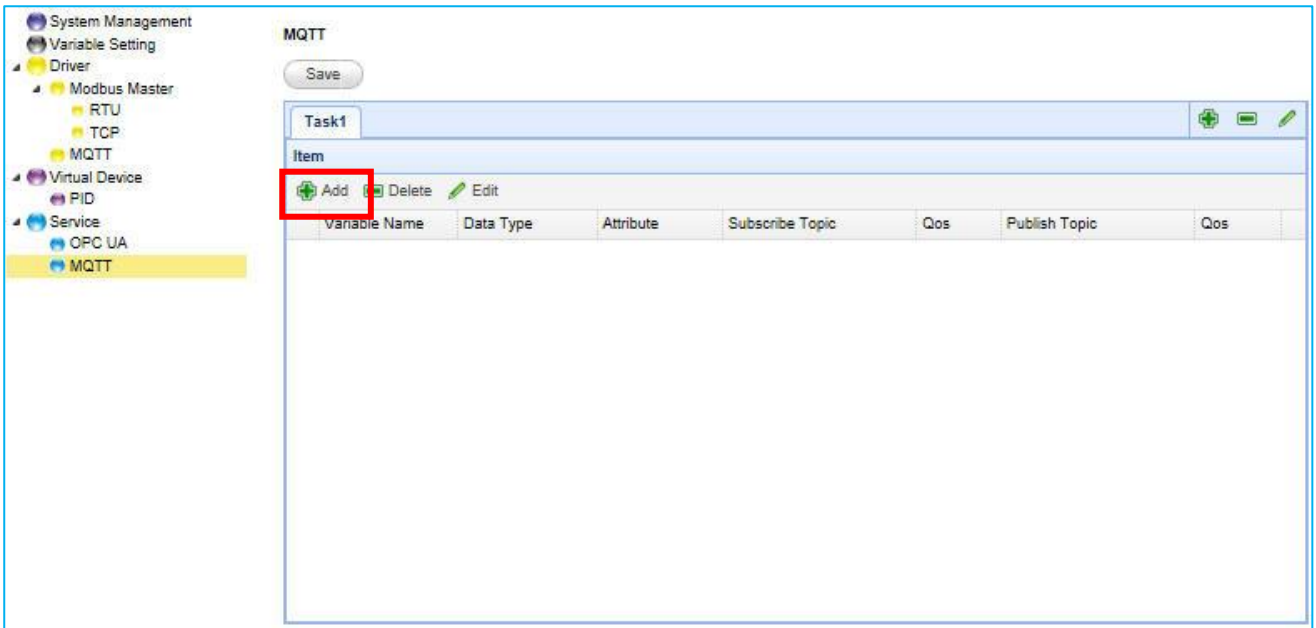 System Management
Variable Setting
Driver
Modbus Master
RTU
TCP
MQTT
Virtual Device
PID
Service
OPC UA
MQTT
MQTT
Save
Task1
Item
Add Delete Edit
Variable Name Data Type Attribute Subscribe Topic Qos Publish Topic Qos